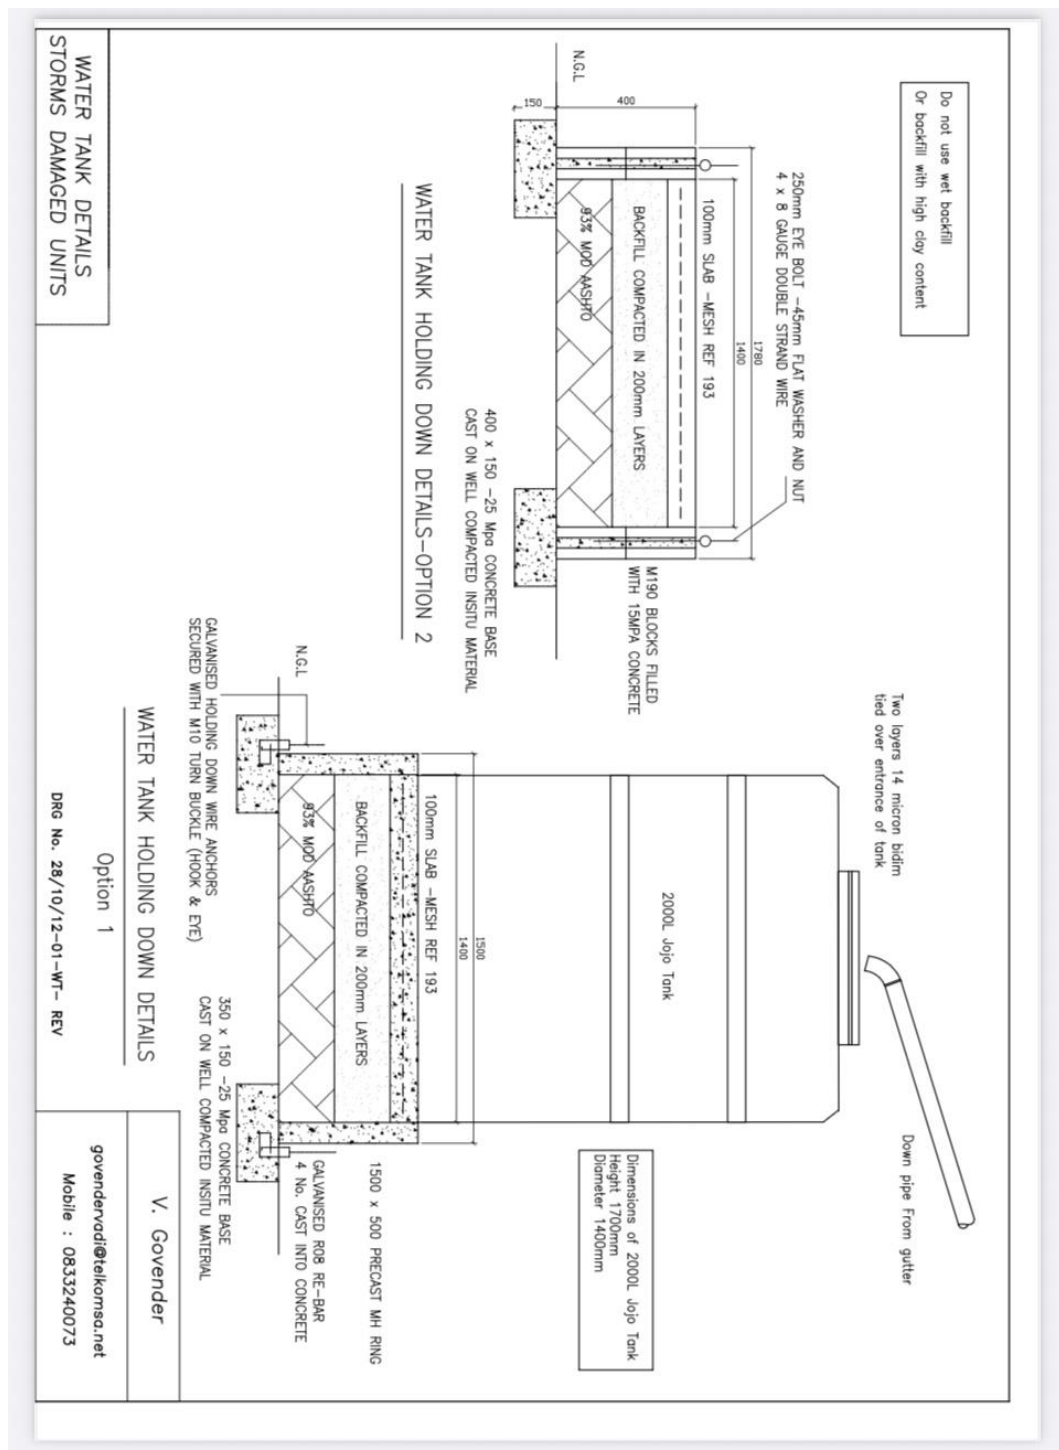 Do not use wet backfill
Or backfill with high clay content
250mm EYE BOLT -45mm FLAT WASHER AND NUT
4 x 8 GAUGE DOUBLE STRAND WIRE
1780
1400
400
150
N.G.L
100mm SLAB -MESH REF 193
BACKFILL COMPACTED IN 200mm LAYERS
93% MOD AASHTO
M190 BLOCKS FILLED
WITH 15MPA CONCRETE
400 x 150 -25 Mpa CONCRETE BASE
CAST ON WELL COMPACTED INSITU MATERIAL
WATER TANK HOLDING DOWN DETAILS-OPTION 2
WATER TANK DETAILS
STORMS DAMAGED UNITS
Two layers 14 micron bidim
tied over entrance of tank
Down pipe From gutter
2000L Jojo Tank
Dimensions of 2000L Jojo Tank
Height 1700mm
Diameter 1400mm
1500
1400
100mm SLAB -MESH REF 193
BACKFILL COMPACTED IN 200mm LAYERS
93% MOD AASHTO
1500 x 500 PRECAST MH RING
N.G.L
GALVANISED R08 RE-BAR
4 No. CAST INTO CONCRETE
GALVANISED HOLDING DOWN WIRE ANCHORS
SECURED WITH M10 TURN BUCKLE (HOOK & EYE)
350 x 150 -25 Mpa CONCRETE BASE
CAST ON WELL COMPACTED INSITU MATERIAL
WATER TANK HOLDING DOWN DETAILS
Option 1
DRG No. 28/10/12-01-WT- REV
V. Govender
govendervadi@telkomsa.net
Mobile : 0833240073